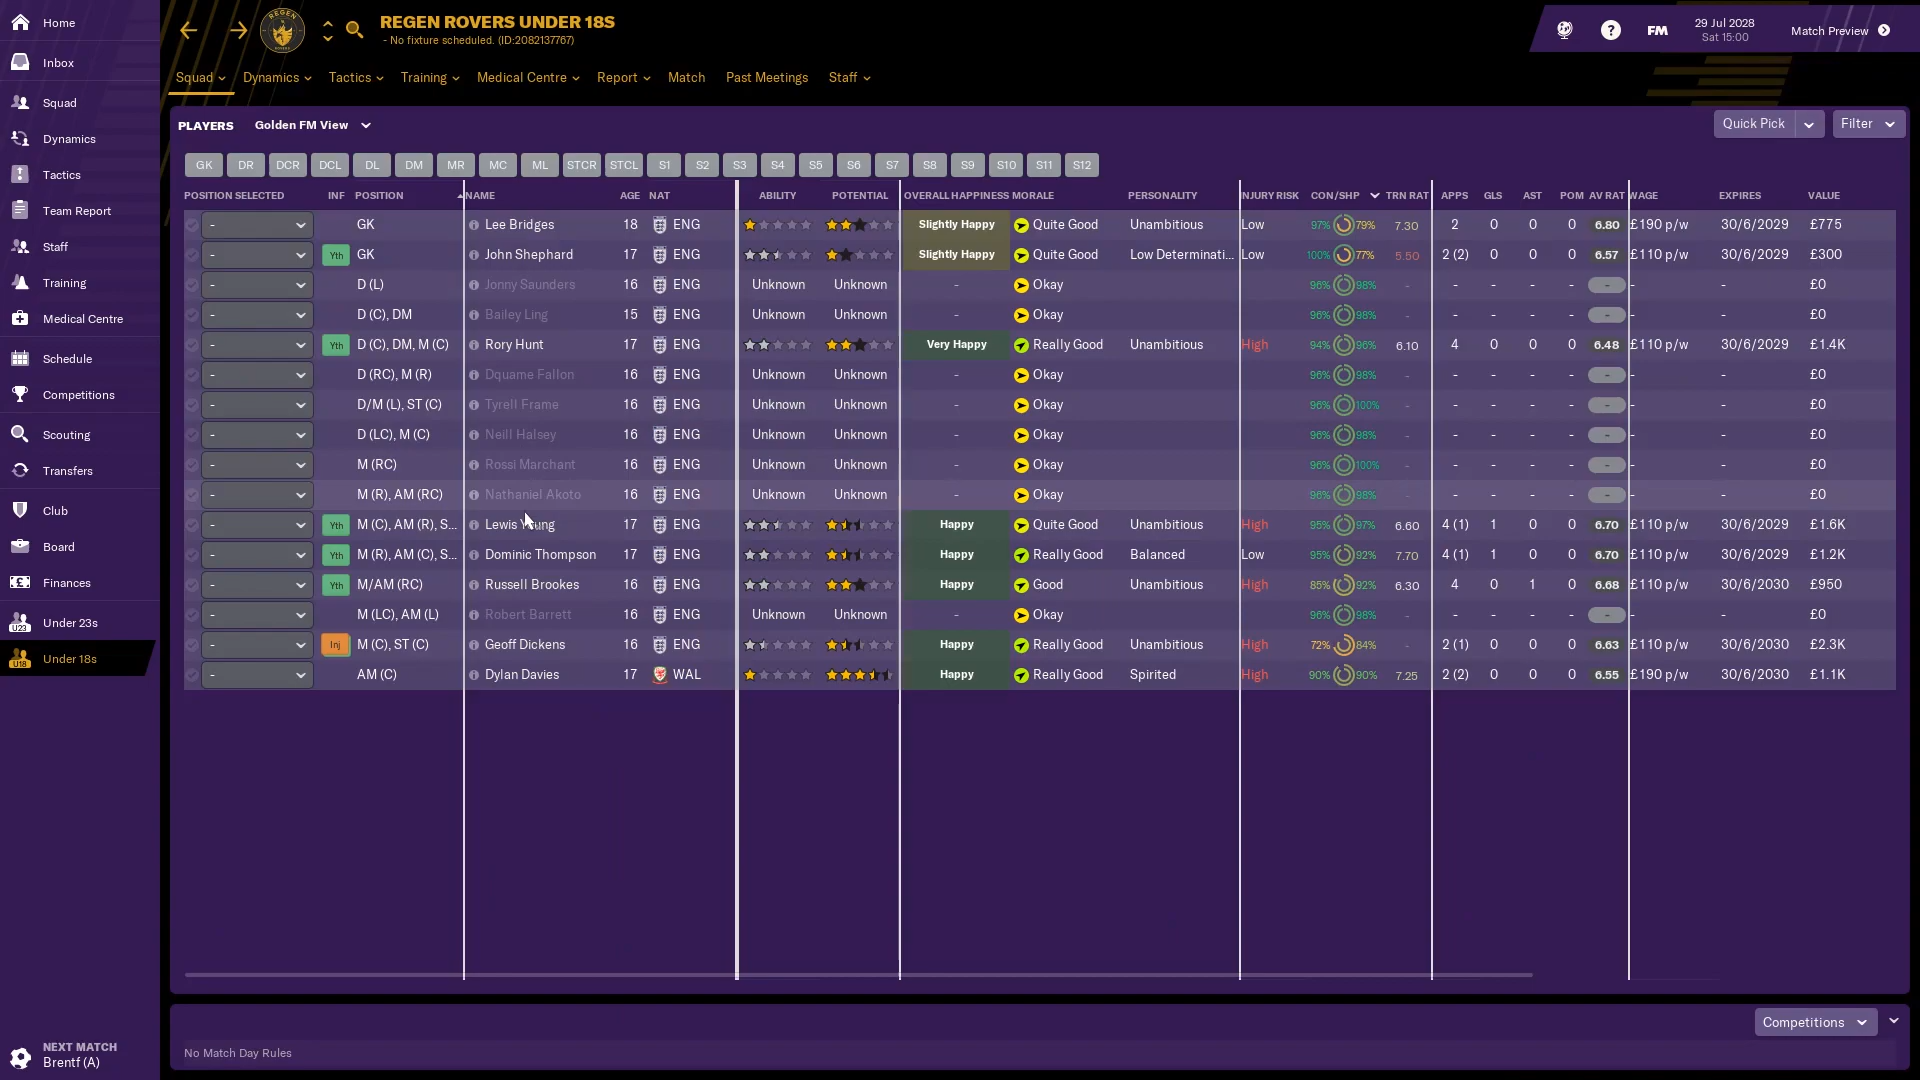 Home
Inbox
Squad
Dynamics
Tactics
Team Report
Staff
Training
Medical Centre
Schedule
Competitions
Scouting
Transfers
Club
Board
Finances
U23 Under 23s
U18 Under 18s
NEXT MATCH
Brentf (A)
REGEN ROVERS
REGEN ROVERS UNDER 18S
- No fixture scheduled. (ID:2082137767)
? FM 29 Jul 2028 Match Preview
Sat 15:00
Squad Dynamics Tactics Training Medical Centre Report Match Past Meetings Staff
PLAYERS Golden FM View Quick Pick Filter
GK DR DCR DCL DL DM MR MC ML STCR STCL S1 S2 S3 S4 S5 S6 S7 S8 S9 S10 S11 S12
POSITION SELECTED INF POSITION NAME AGE NAT ABILITY POTENTIAL OVERALL HAPPINESS MORALE PERSONALITY INJURY RISK CON/SHP TRN RAT APPS GLS AST POM AV RAT WAGE EXPIRES VALUE
- GK Lee Bridges 18 ENG Slightly Happy Quite Good Unambitious Low 97% 79% 7.30 2 0 0 0 6.80 £190 p/w 30/6/2029 £775
- Yth GK John Shephard 17 ENG Slightly Happy Quite Good Low Determinati... Low 100% 77% 5.50 2 (2) 0 0 0 6.57 £110 p/w 30/6/2029 £300
- D (L) Jonny Saunders 16 ENG Unknown Unknown - Okay 96% 98% - - - - - - - - £0
- D (C), DM Bailey Ling 15 ENG Unknown Unknown - Okay 96% 98% - - - - - - - - £0
- Yth D (C), DM, M (C) Rory Hunt 17 ENG Very Happy Really Good Unambitious High 94% 96% 6.10 4 0 0 0 6.48 £110 p/w 30/6/2029 £1.4K
- D (RC), M (R) Dquame Fallon 16 ENG Unknown Unknown - Okay 96% 98% - - - - - - - - £0
- D/M (L), ST (C) Tyrell Frame 16 ENG Unknown Unknown - Okay 96% 100% - - - - - - - - £0
- D (LC), M (C) Neill Halsey 16 ENG Unknown Unknown - Okay 96% 98% - - - - - - - - £0
- M (RC) Rossi Marchant 16 ENG Unknown Unknown - Okay 96% 100% - - - - - - - - £0
- M (R), AM (RC) Nathaniel Akoto 16 ENG Unknown Unknown - Okay 96% 98% - - - - - - - - £0
- Yth M (C), AM (R), S... Lewis Young 17 ENG Happy Quite Good Unambitious High 95% 97% 6.60 4 (1) 1 0 0 6.70 £110 p/w 30/6/2029 £1.6K
- Yth M (R), AM (C), S... Dominic Thompson 17 ENG Happy Really Good Balanced Low 95% 92% 7.70 4 (1) 1 0 0 6.70 £110 p/w 30/6/2029 £1.2K
- Yth M/AM (RC) Russell Brookes 16 ENG Happy Good Unambitious High 85% 92% 6.30 4 0 1 0 6.68 £110 p/w 30/6/2030 £950
- M (LC), AM (L) Robert Barrett 16 ENG Unknown Unknown - Okay 96% 98% - - - - - - - - £0
- Inj M (C), ST (C) Geoff Dickens 16 ENG Happy Really Good Unambitious High 72% 84% - 2 (1) 0 0 0 6.63 £110 p/w 30/6/2030 £2.3K
- AM (C) Dylan Davies 17 WAL Happy Really Good Spirited High 90% 90% 7.25 2 (2) 0 0 0 6.55 £190 p/w 30/6/2030 £1.1K
Competitions
No Match Day Rules